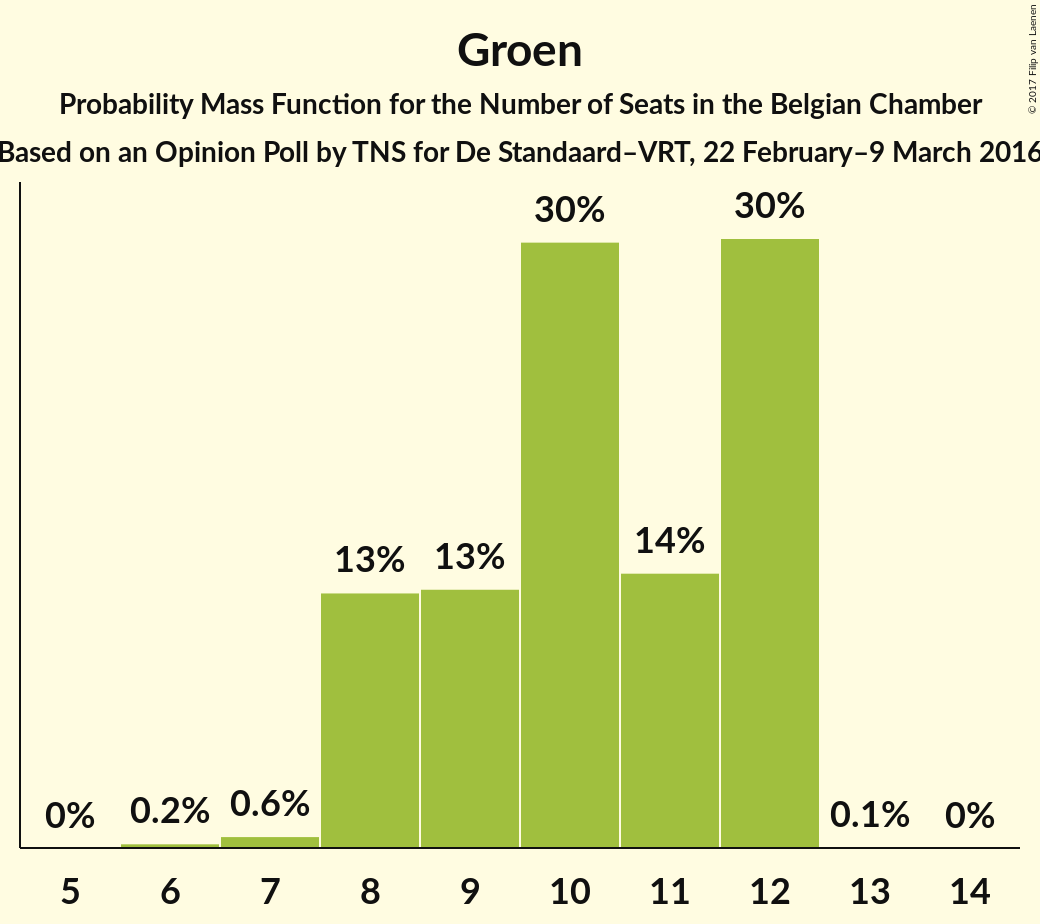 Groen
Probability Mass Function for the Number of Seats in the Belgian Chamber
Based on an Opinion Poll by TNS for De Standaard–VRT, 22 February–9 March 2016
© 2017 Filip van Laenen
0% 0.2% 0.6% 13% 13% 30% 14% 30% 0.1% 0%
5 6 7 8 9 10 11 12 13 14